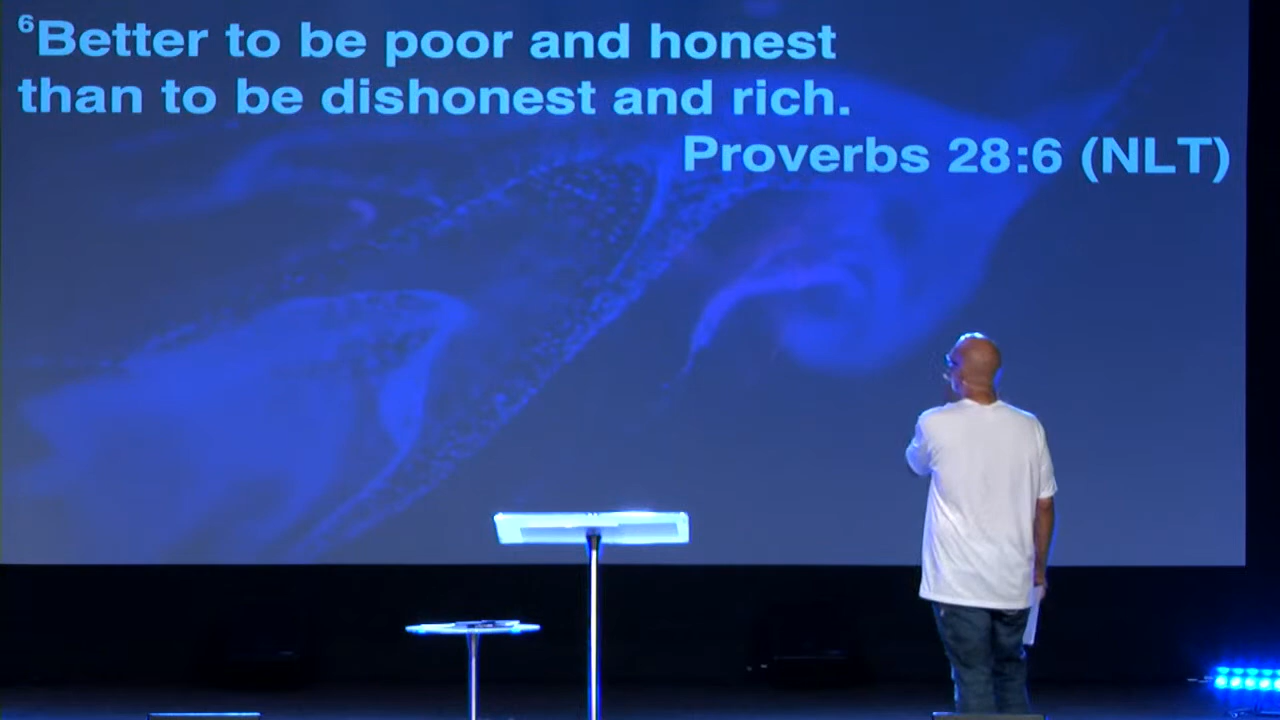 ⁶Better to be poor and honest
than to be dishonest and rich.
Proverbs 28:6 (NLT)